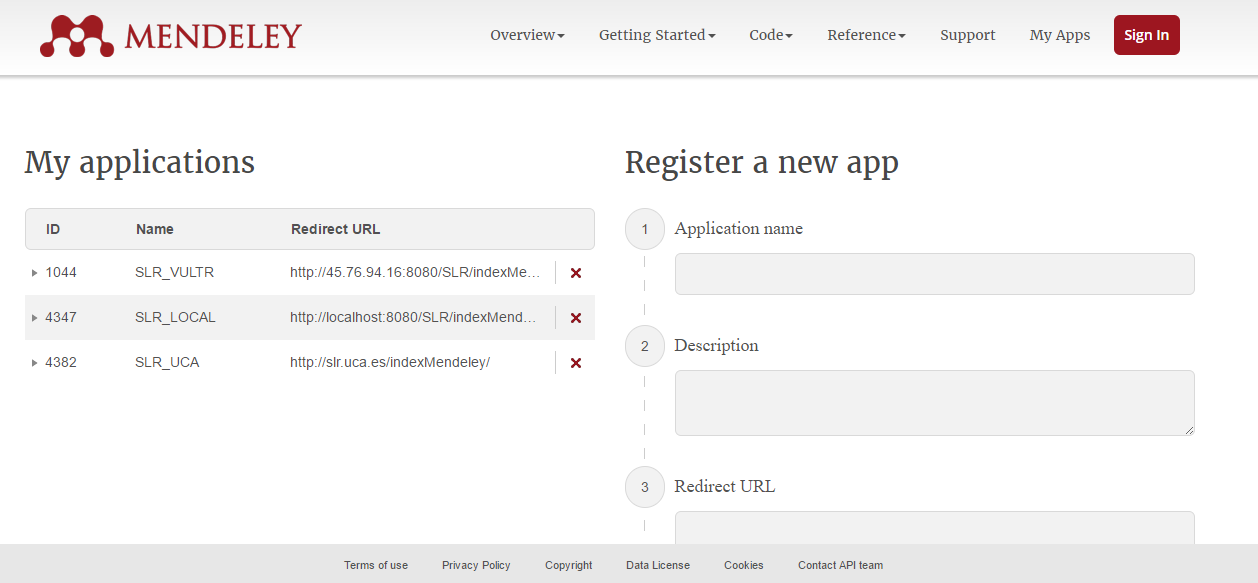 MENDELEY
Overview Getting Started Code Reference Support My Apps Sign In
My applications
ID Name Redirect URL
1044 SLR_VULTR http://45.76.94.16:8080/SLR/indexMe...
4347 SLR_LOCAL http://localhost:8080/SLR/indexMend...
4382 SLR_UCA http://slr.uca.es/indexMendeley/
Register a new app
1 Application name
2 Description
3 Redirect URL
Terms of use Privacy Policy Copyright Data License Cookies Contact API team